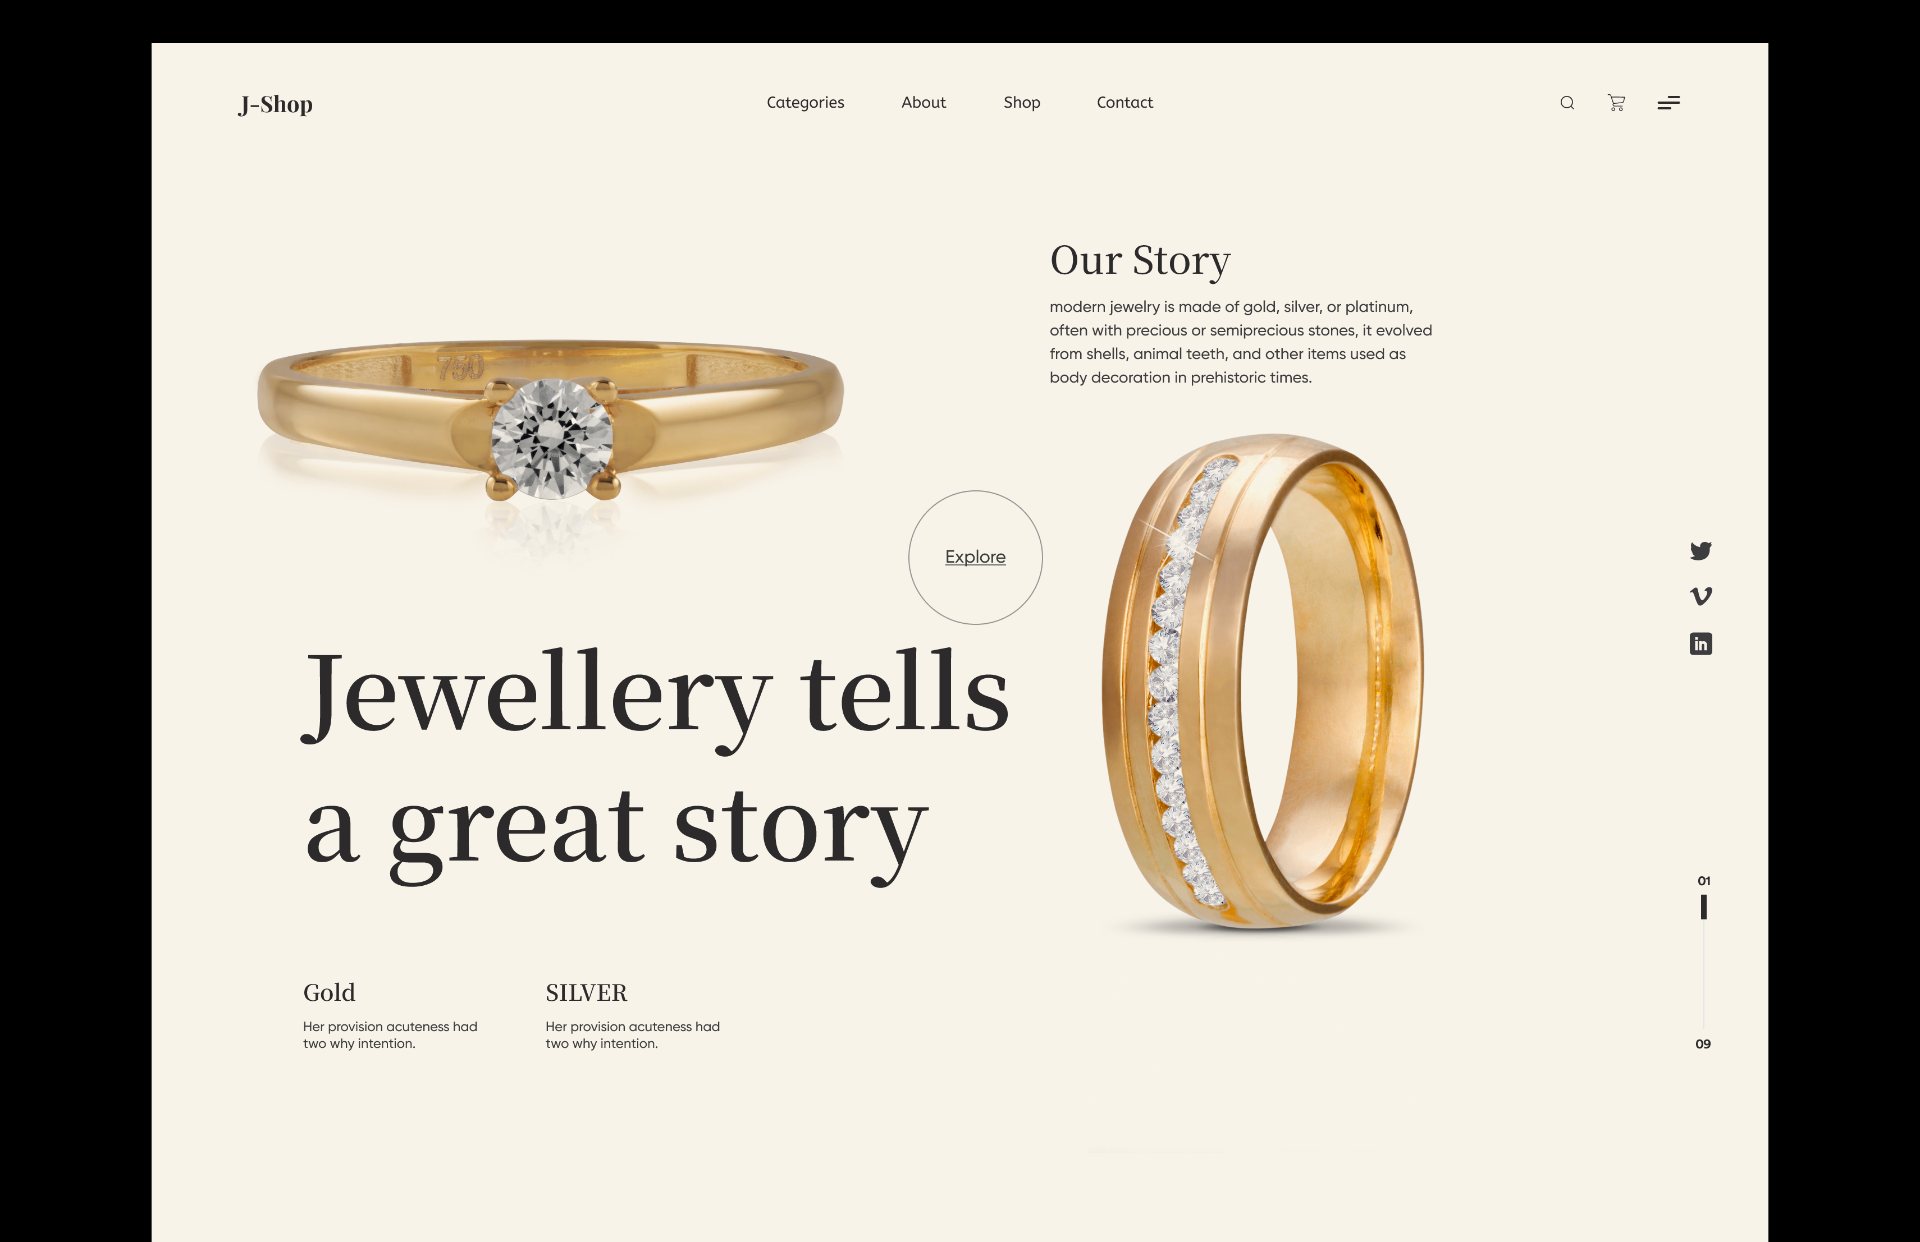 J-Shop
Categories
About
Shop
Contact
Our Story
modern jewelry is made of gold, silver, or platinum,
often with precious or semiprecious stones, it evolved
from shells, animal teeth, and other items used as
body decoration in prehistoric times.
750
Explore
Jewellery tells
a great story
in
01
09
Gold
Her provision acuteness had
two why intention.
SILVER
Her provision acuteness had
two why intention.